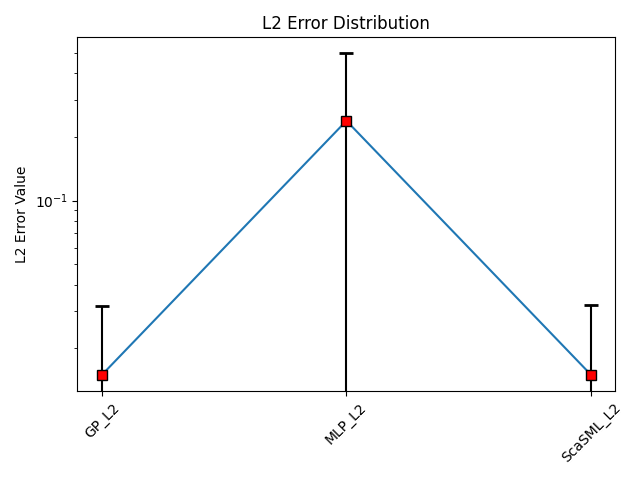 L2 Error Distribution
L2 Error Value
10⁻¹
GP_L2
MLP_L2
ScaSML_L2